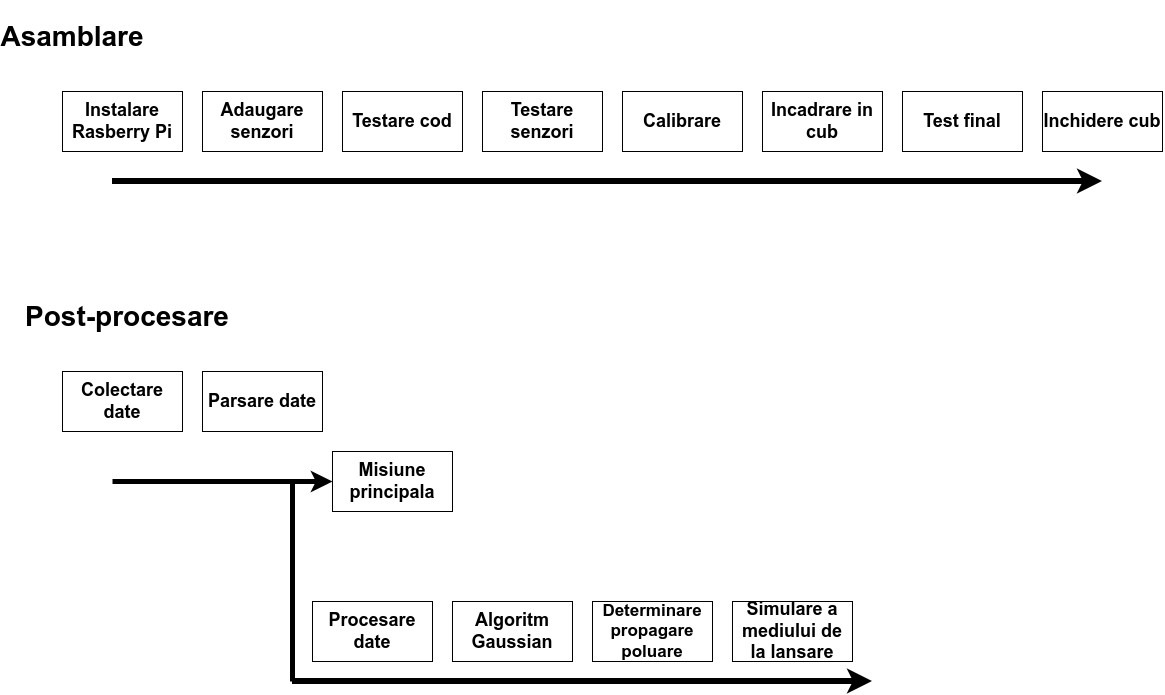 Asamblare
Instalare
Rasberry Pi
Adaugare
senzori
Testare cod
Testare
senzori
Calibrare
Incadrare in
cub
Test final
Inchidere cub
Post-procesare
Colectare
date
Parsare date
Misiune
principala
Procesare
date
Algoritm
Gaussian
Determinare
propagare
poluare
Simulare a
mediului de
la lansare